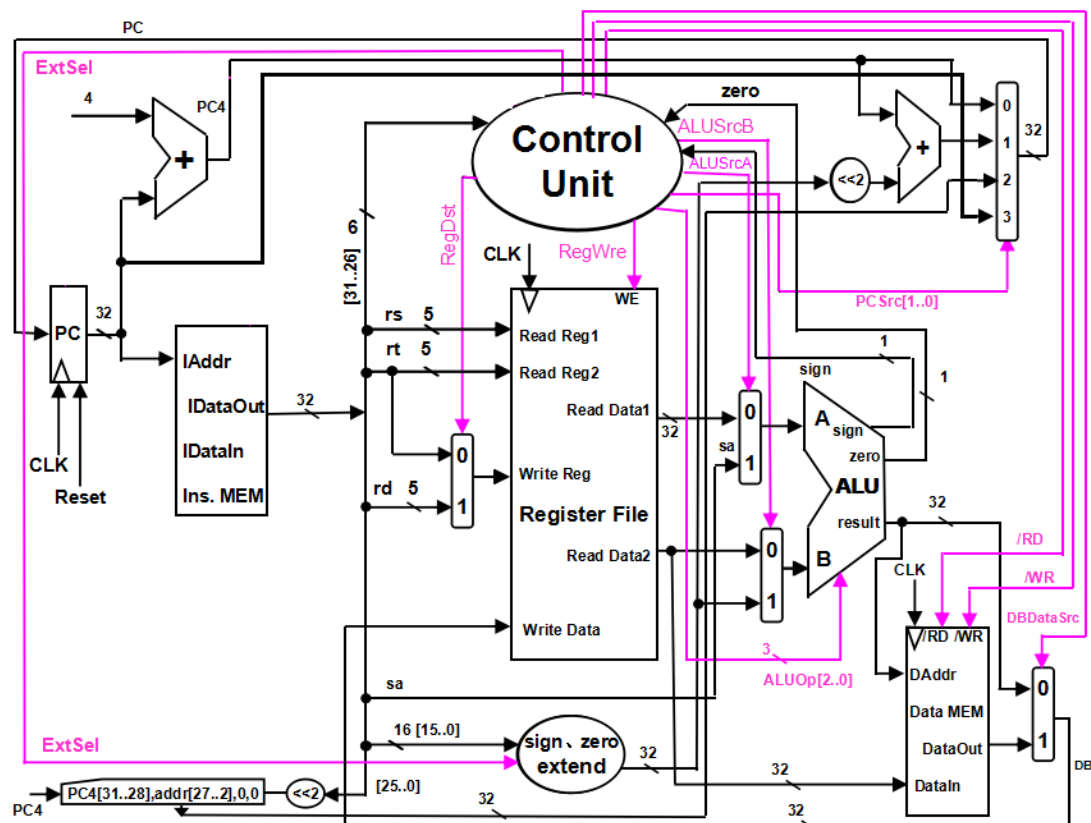 PC
ExtSel
4
PC4
+
Control
Unit
zero
ALUSrcB
ALUSrcA
<<2
+
0
1
2
3
32
6
[31..26]
RegDst
CLK
RegWre
PCSrc[1..0]
PC
32
CLK
Reset
IAddr
IDataOut
IDataIn
Ins. MEM
32
rs 5
rt 5
rd 5
0
1
WE
Read Reg1
Read Reg2
Read Data1
Write Reg
Register File
Read Data2
Write Data
32
sa
0
1
0
1
sign
1
1
A
sign
zero
ALU
result
B
32
3
ALUOp[2..0]
CLK
/RD
/WR
DBDataSrc
/RD /WR
DAddr
Data MEM
DataOut
DataIn
0
1
DB
sa
ExtSel
16 [15..0]
sign、zero
extend
32
32
[25..0]
PC4
PC4[31..28],addr[27..2],0,0
<<2
32
32